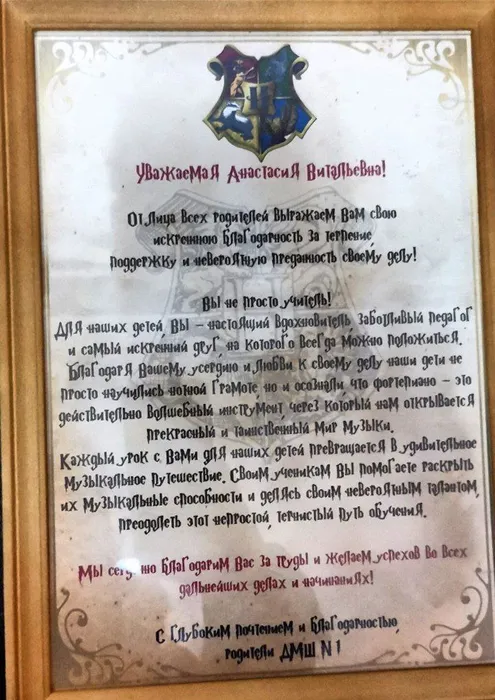 Уважаемая Анастасия Витальевна!
От лица всех родителей выражаем Вам свою
искреннюю благодарность за терпение,
поддержку и невероятную преданность своему делу!
Вы не просто учитель!
Для наших детей Вы – настоящий вдохновитель, заботливый педагог
и самый искренний друг, на которого всегда можно положиться.
Благодаря Вашему усердию и любви к своему делу наши дети не
просто научились нотной грамоте, но и осознали, что фортепиано – это
действительно волшебный инструмент, через который нам открывается
прекрасный и таинственный мир музыки.
Каждый урок с Вами для наших детей превращается в удивительное
музыкальное путешествие. Своим ученикам Вы помогаете раскрыть
их музыкальные способности и делясь своим невероятным талантом,
преодолеть этот непростой, тернистый путь обучения.
Мы сердечно благодарим Вас за труды и желаем успехов во всех
дальнейших делах и начинаниях!
С глубоким почтением и благодарностью,
родители ДМШ N 1